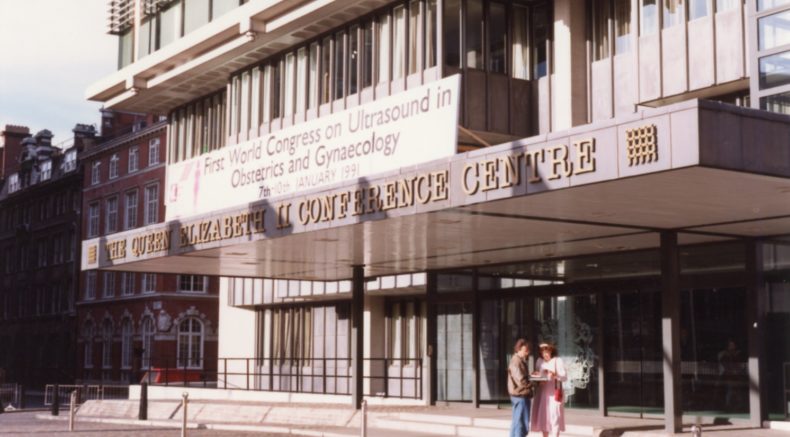 First World Congress on Ultrasound in
Obstetrics and Gynaecology
7th-10th JANUARY 1991
THE QUEEN ELIZABETH II CONFERENCE CENTRE